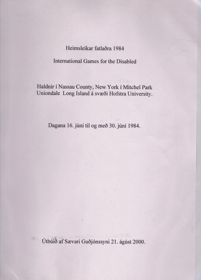 Heimsleikar fatlaðra 1984
International Games for the Disabled
Haldnir í Nassau County, New York í Mitchel Park
Uniondale Long Island á svæði Hofstra University.
Dagana 16. júní til og með 30. júní 1984.
Útbúið af Sævari Guðjónssyni 21. ágúst 2000.